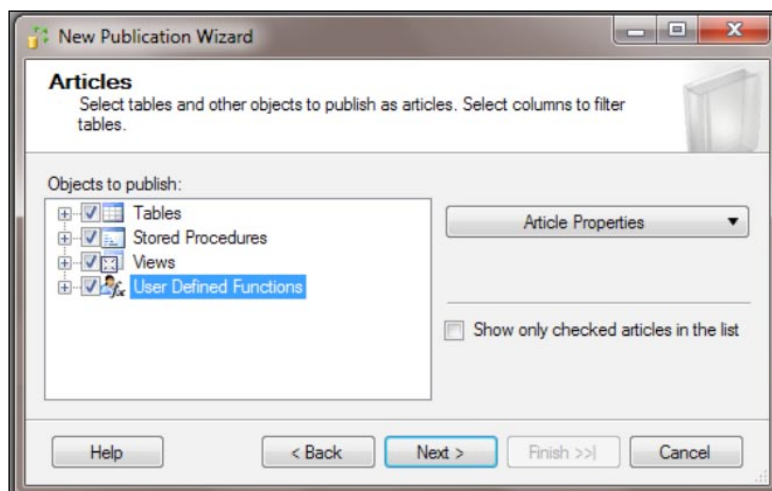 New Publication Wizard
Articles
Select tables and other objects to publish as articles. Select columns to filter
tables.
Objects to publish:
Tables
Stored Procedures
Views
User Defined Functions
Article Properties
Show only checked articles in the list
Help
< Back
Next >
Finish >>|
Cancel